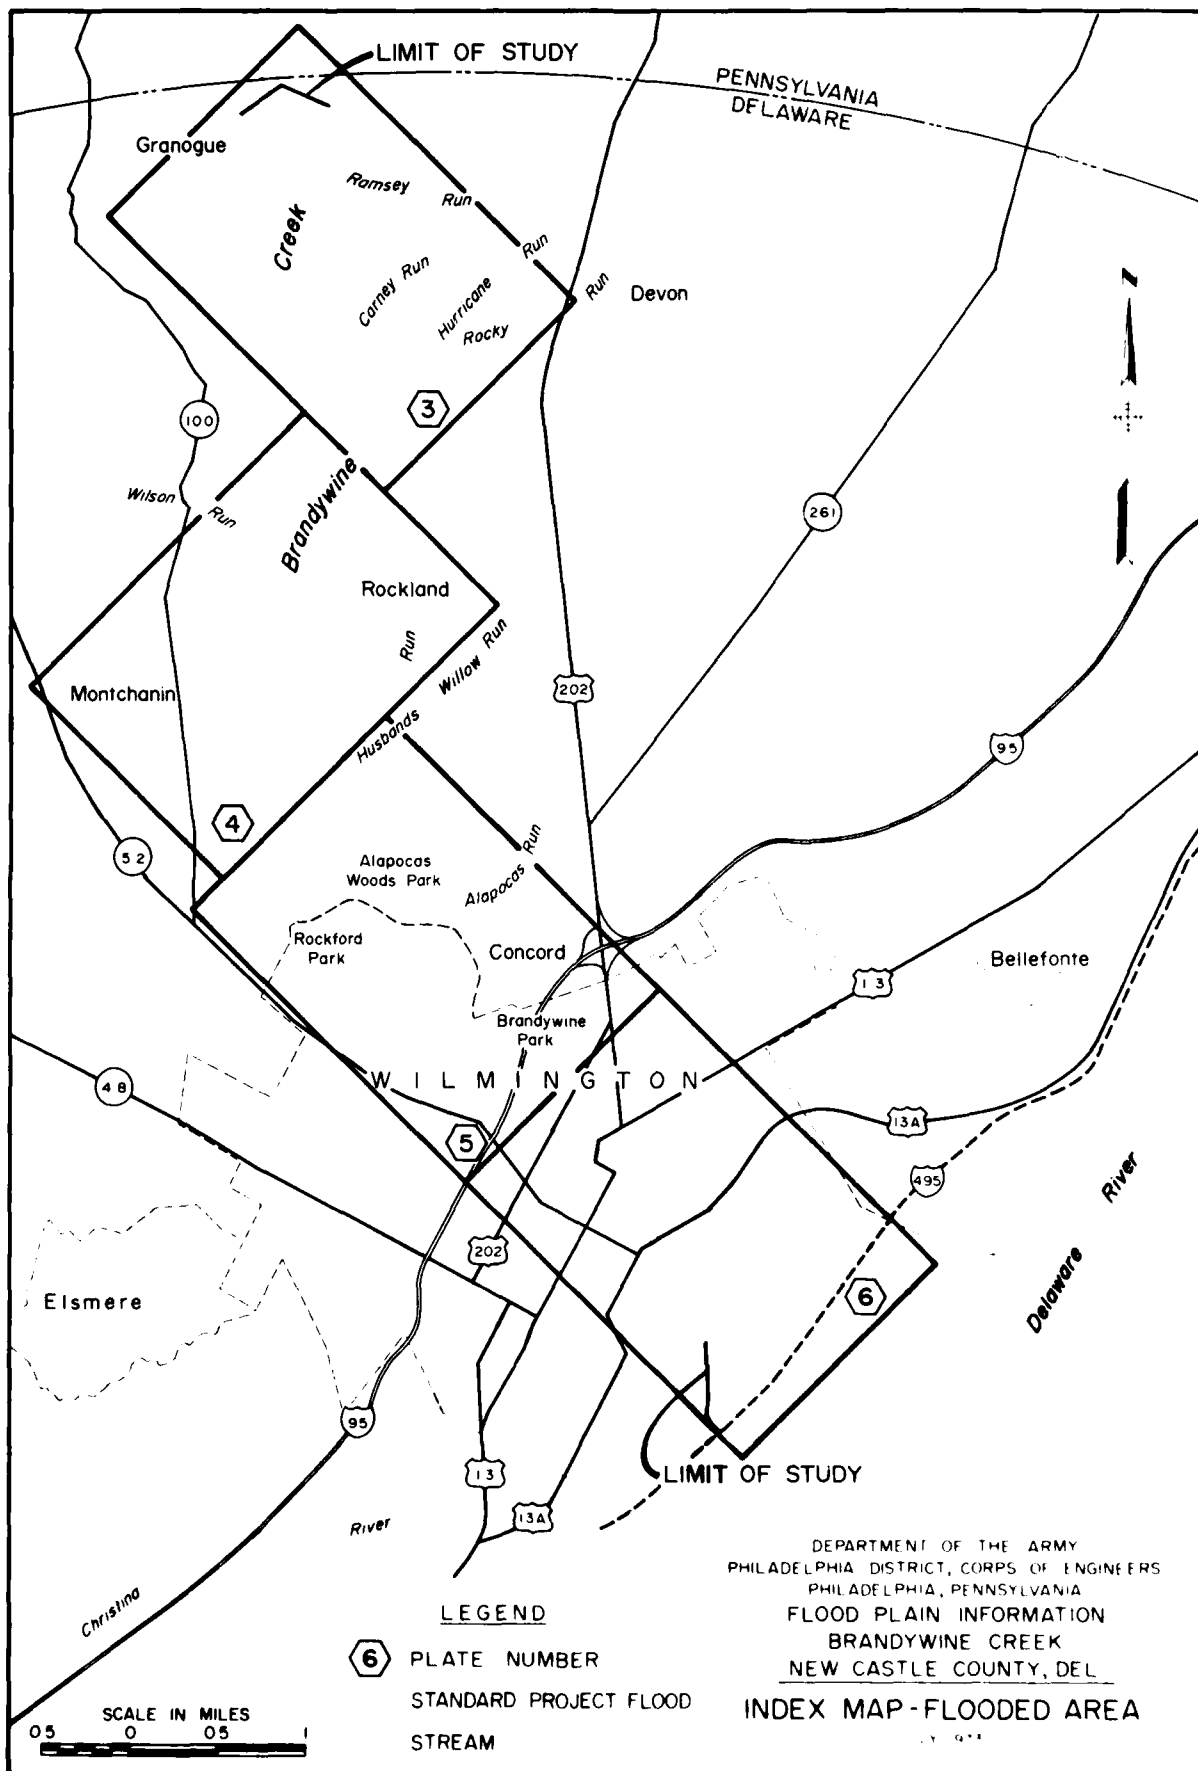 LIMIT OF STUDY
PENNSYLVANIA
DELAWARE
Granogue
Ramsey Run
Creek
Run
Carney Run
Hurricane
Run
Rocky
Devon
3
100
Brandywine
Wilson Run
261
Rockland
Run
Willow Run
Montchanin
202
Husbands
95
4
52
Alapocas
Woods Park
Alapocas Run
Rockford
Park
Concord
Bellefonte
13
Brandywine
Park
WILMINGTON
48
13A
5
495
River
202
Delaware
6
Elsmere
95
LIMIT OF STUDY
13
13A
River
Christina
DEPARTMENT OF THE ARMY
PHILADELPHIA DISTRICT, CORPS OF ENGINEERS
PHILADELPHIA, PENNSYLVANIA
FLOOD PLAIN INFORMATION
BRANDYWINE CREEK
NEW CASTLE COUNTY, DEL
INDEX MAP-FLOODED AREA
LEGEND
6 PLATE NUMBER
STANDARD PROJECT FLOOD
STREAM
SCALE IN MILES
0 5 0 0 5 1